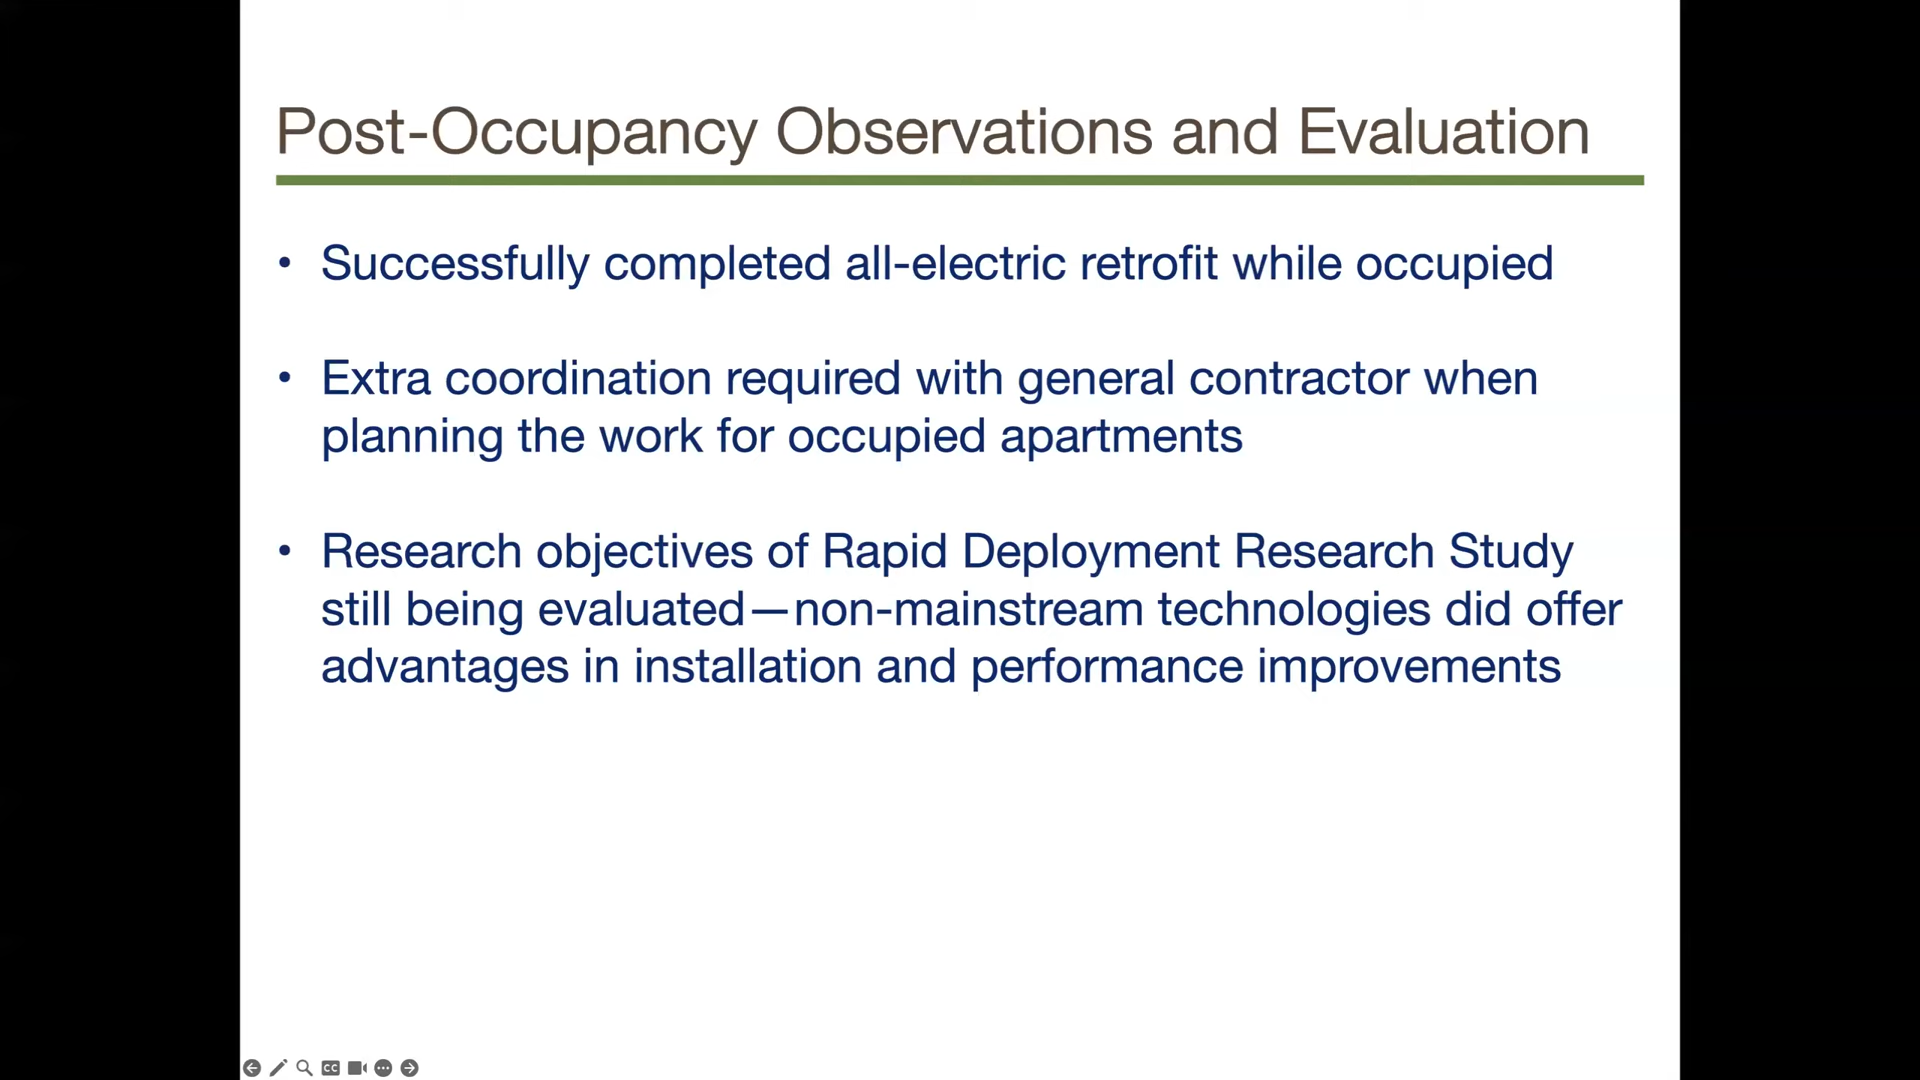 Post-Occupancy Observations and Evaluation
• Successfully completed all-electric retrofit while occupied
• Extra coordination required with general contractor when
planning the work for occupied apartments
• Research objectives of Rapid Deployment Research Study
still being evaluated—non-mainstream technologies did offer
advantages in installation and performance improvements
CC